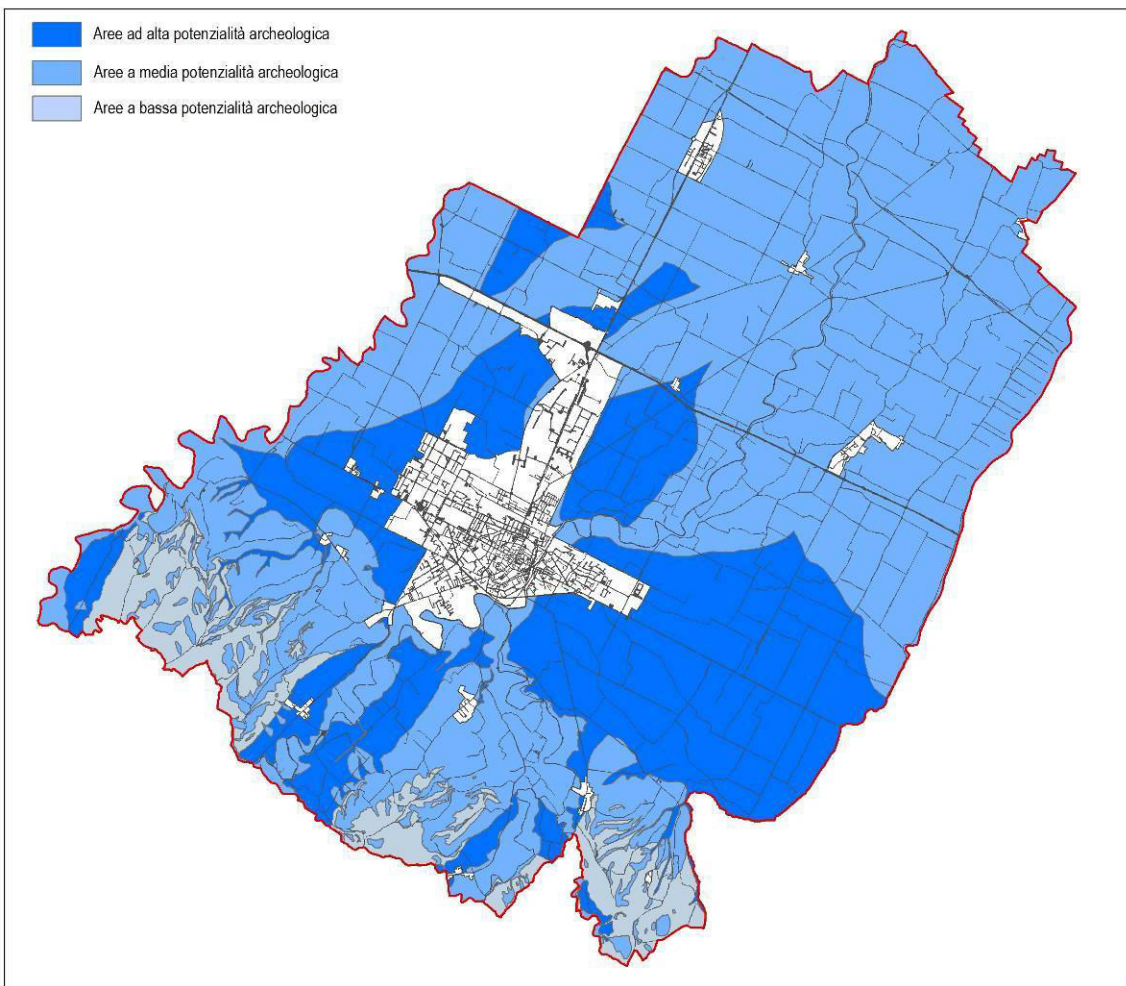 Aree ad alta potenzialità archeologica
Aree a media potenzialità archeologica
Aree a bassa potenzialità archeologica